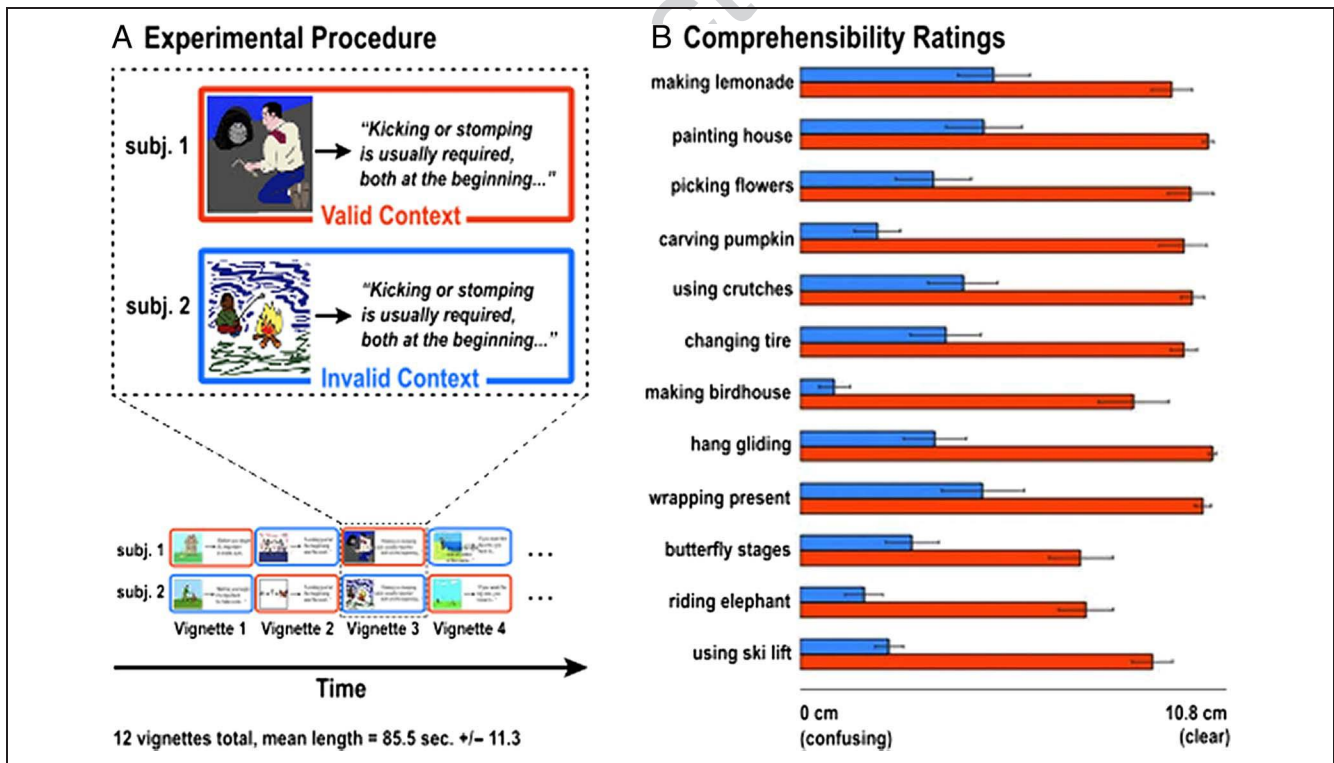 A Experimental Procedure
subj. 1
"Kicking or stomping
is usually required,
both at the beginning..."
Valid Context
subj. 2
"Kicking or stomping
is usually required,
both at the beginning..."
Invalid Context
subj. 1
...
subj. 2
...
Vignette 1 Vignette 2 Vignette 3 Vignette 4
Time
12 vignettes total, mean length = 85.5 sec. +/– 11.3
B Comprehensibility Ratings
making lemonade
painting house
picking flowers
carving pumpkin
using crutches
changing tire
making birdhouse
hang gliding
wrapping present
butterfly stages
riding elephant
using ski lift
0 cm 10.8 cm
(confusing) (clear)